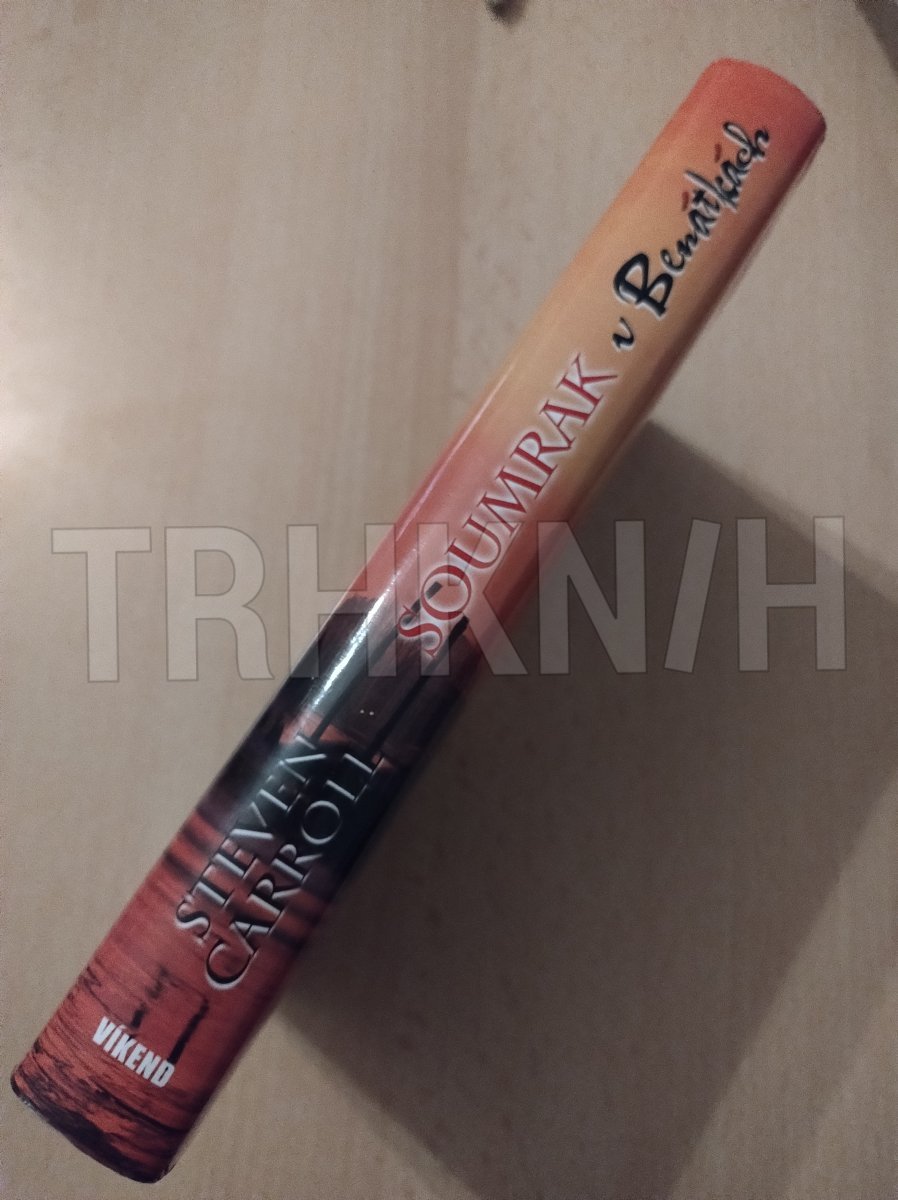 STEVEN
CARROLL
SOUMRAK
v Benátkách
VÍKEND
TRHKNIH